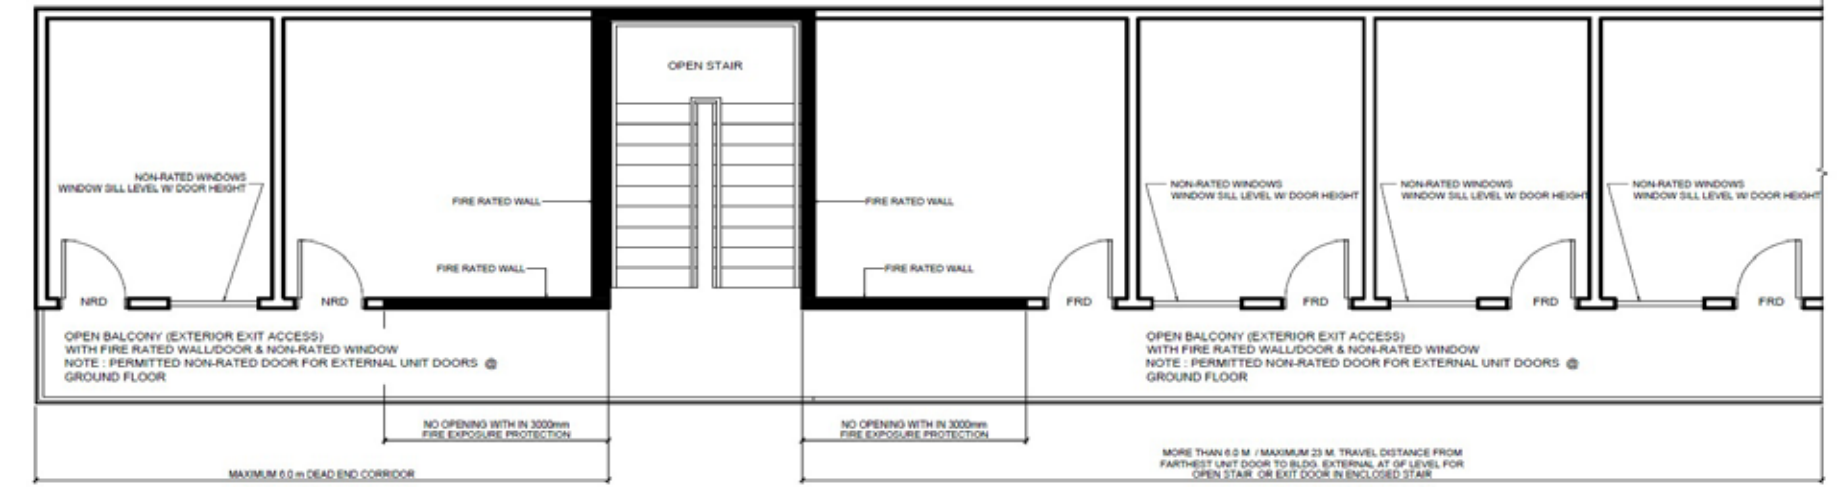 OPEN STAIR
NON-RATED WINDOWS
WINDOW SILL LEVEL W/ DOOR HEIGHT
FIRE RATED WALL
FIRE RATED WALL
NON-RATED WINDOWS
WINDOW SILL LEVEL W/ DOOR HEIGHT
NON-RATED WINDOWS
WINDOW SILL LEVEL W/ DOOR HEIGHT
NON-RATED WINDOWS
WINDOW SILL LEVEL W/ DOOR HEIGHT
FIRE RATED WALL
FIRE RATED WALL
NRD
NRD
FRD
FRD
FRD
FRD
OPEN BALCONY (EXTERIOR EXIT ACCESS)
WITH FIRE RATED WALL/DOOR & NON-RATED WINDOW
NOTE : PERMITTED NON-RATED DOOR FOR EXTERNAL UNIT DOORS @
GROUND FLOOR
OPEN BALCONY (EXTERIOR EXIT ACCESS)
WITH FIRE RATED WALL/DOOR & NON-RATED WINDOW
NOTE : PERMITTED NON-RATED DOOR FOR EXTERNAL UNIT DOORS @
GROUND FLOOR
NO OPENING WITH IN 3000mm
FIRE EXPOSURE PROTECTION
NO OPENING WITH IN 3000mm
FIRE EXPOSURE PROTECTION
MAXIMUM 6.0 m DEAD END CORRIDOR
MORE THAN 6.0 M / MAXIMUM 23 M. TRAVEL DISTANCE FROM
FARTHEST UNIT DOOR TO BLDG. EXTERNAL AT GF LEVEL FOR
OPEN STAIR OR EXIT DOOR IN ENCLOSED STAIR